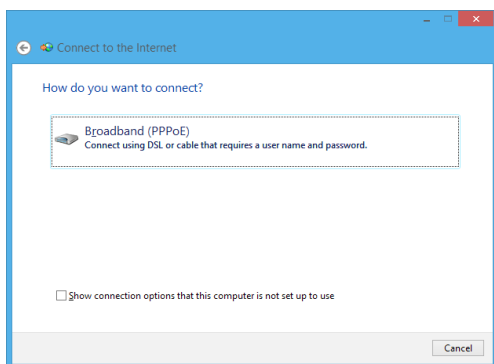 Connect to the Internet
How do you want to connect?
Broadband (PPPoE)
Connect using DSL or cable that requires a user name and password.
Show connection options that this computer is not set up to use
Cancel